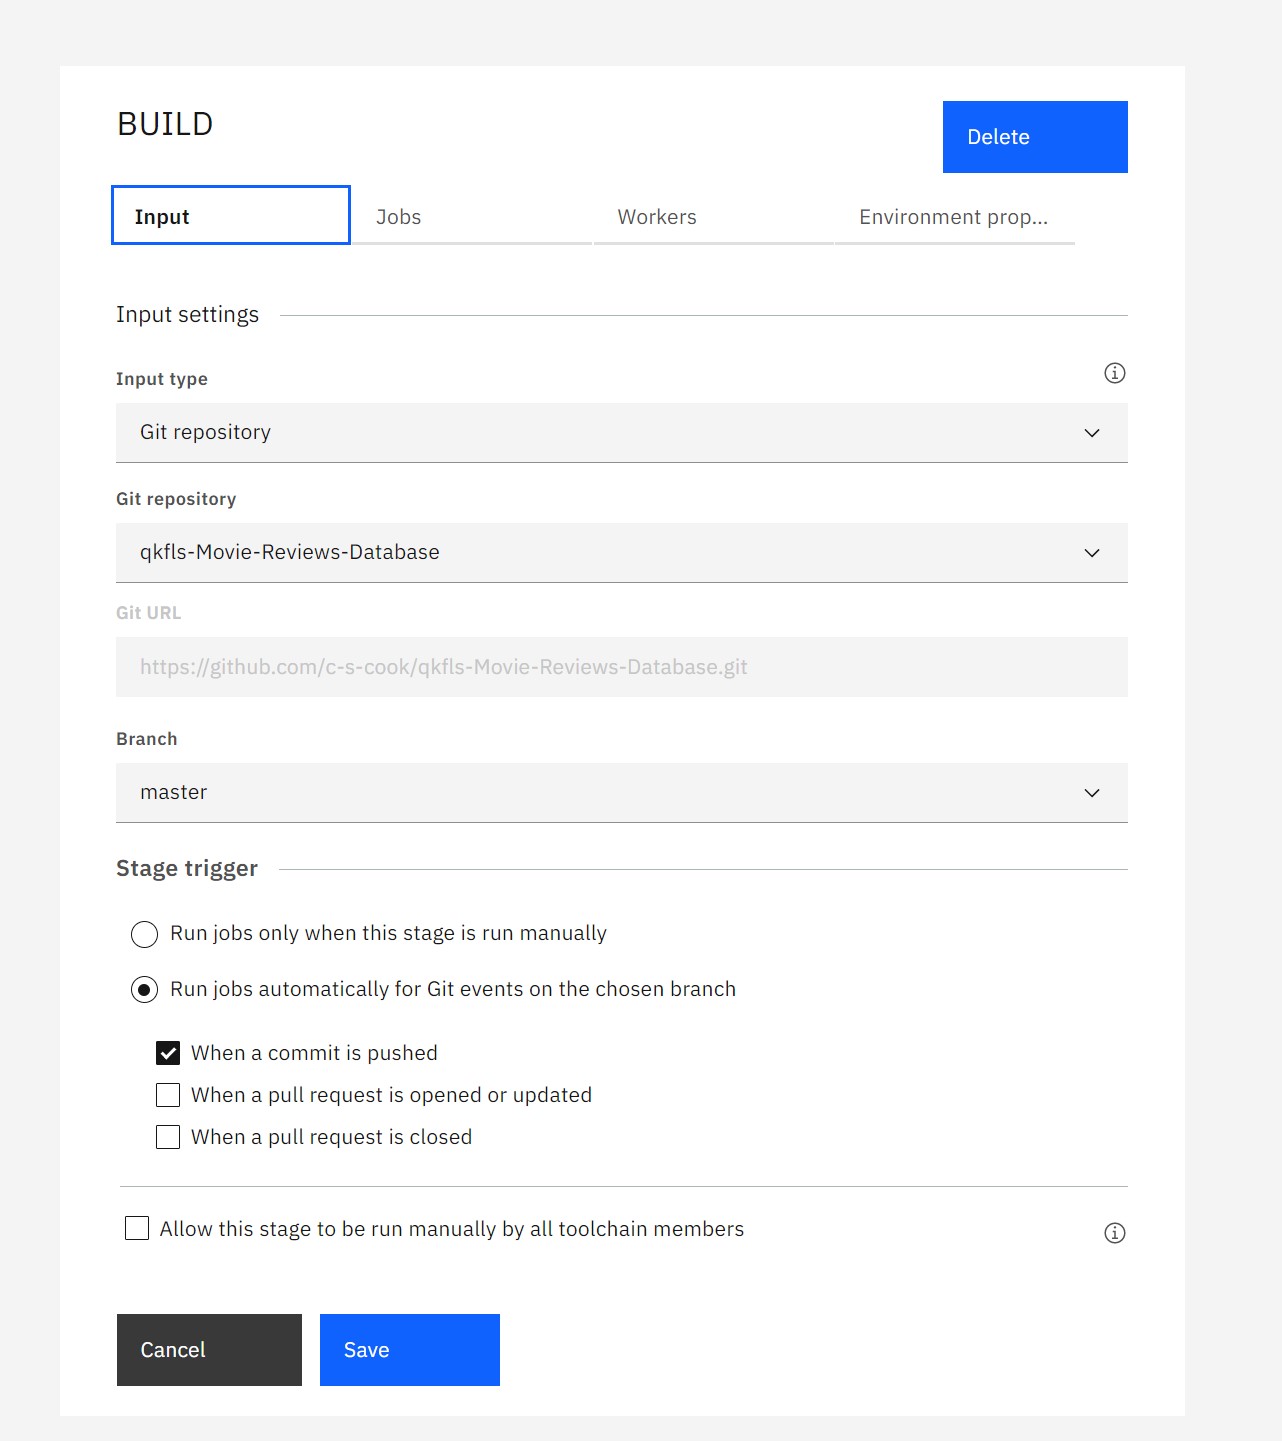 BUILD
Delete
Input
Jobs
Workers
Environment prop...
Input settings
Input type
Git repository
Git repository
qkfls-Movie-Reviews-Database
Git URL
https://github.com/c-s-cook/qkfls-Movie-Reviews-Database.git
Branch
master
Stage trigger
Run jobs only when this stage is run manually
Run jobs automatically for Git events on the chosen branch
When a commit is pushed
When a pull request is opened or updated
When a pull request is closed
Allow this stage to be run manually by all toolchain members
Cancel
Save